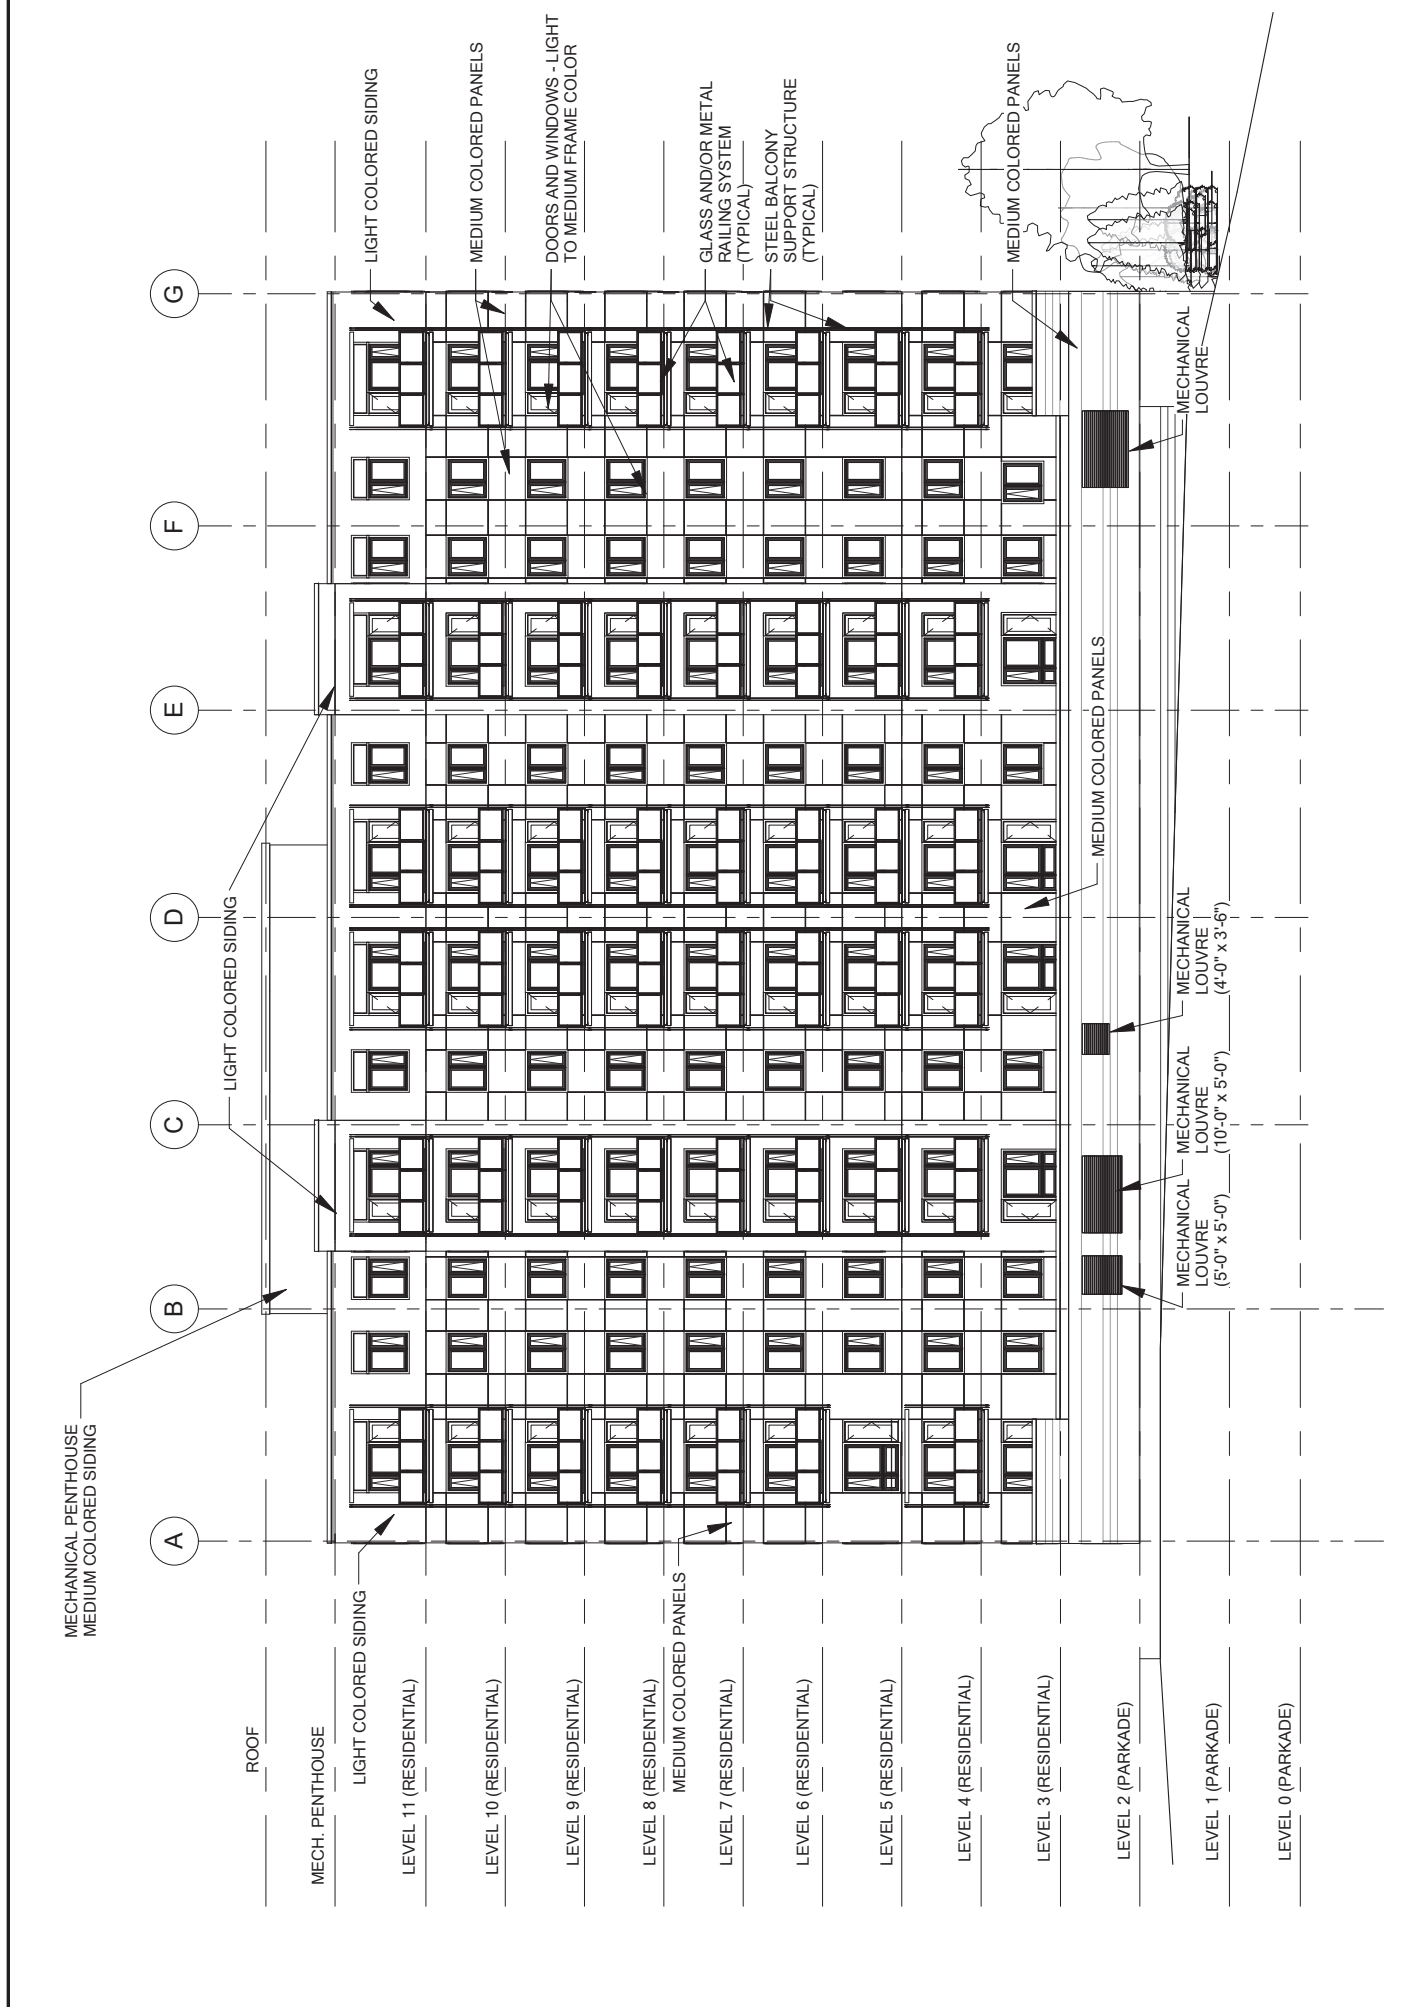 MECHANICAL PENTHOUSE
MEDIUM COLORED SIDING
A
B
C
D
E
F
G
ROOF
MECH. PENTHOUSE
LEVEL 11 (RESIDENTIAL)
LEVEL 10 (RESIDENTIAL)
LEVEL 9 (RESIDENTIAL)
LEVEL 8 (RESIDENTIAL)
LEVEL 7 (RESIDENTIAL)
LEVEL 6 (RESIDENTIAL)
LEVEL 5 (RESIDENTIAL)
LEVEL 4 (RESIDENTIAL)
LEVEL 3 (RESIDENTIAL)
LEVEL 2 (PARKADE)
LEVEL 1 (PARKADE)
LEVEL 0 (PARKADE)
LIGHT COLORED SIDING
MEDIUM COLORED PANELS
LIGHT COLORED SIDING
MEDIUM COLORED PANELS
MECHANICAL
LOUVRE
(5'-0" x 5'-0")
MECHANICAL
LOUVRE
(10'-0" x 5'-0")
MECHANICAL
LOUVRE
(4'-0" x 3'-6")
MECHANICAL
LOUVRE
LIGHT COLORED SIDING
MEDIUM COLORED PANELS
DOORS AND WINDOWS - LIGHT
TO MEDIUM FRAME COLOR
GLASS AND/OR METAL
RAILING SYSTEM
(TYPICAL)
STEEL BALCONY
SUPPORT STRUCTURE
(TYPICAL)
MEDIUM COLORED PANELS